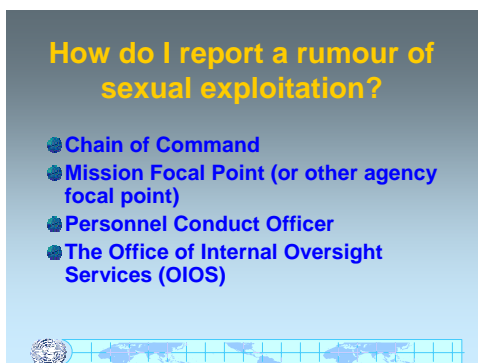 How do I report a rumour of
sexual exploitation?
Chain of Command
Mission Focal Point (or other agency
focal point)
Personnel Conduct Officer
The Office of Internal Oversight
Services (OIOS)